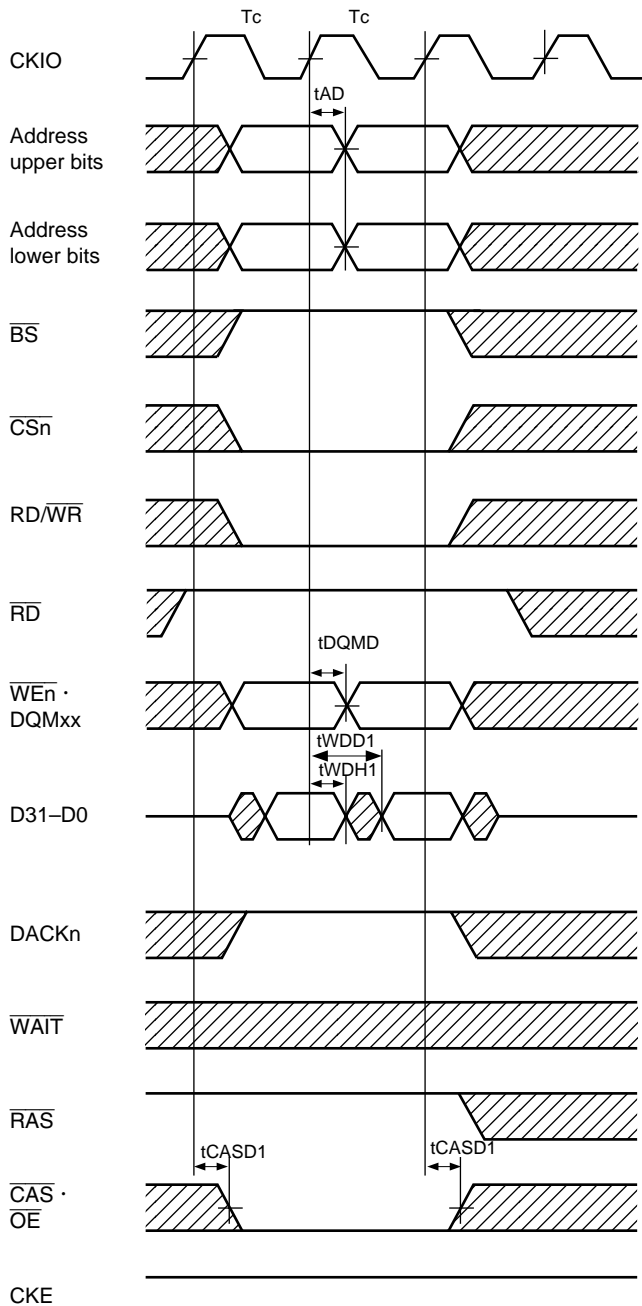 Tc Tc
CKIO
tAD
Address
upper bits
Address
lower bits
BS
CSn
RD/WR
RD
tDQMD
WEn ·
DQMxx
tWDD1
tWDH1
D31–D0
DACKn
WAIT
RAS
tCASD1 tCASD1
CAS ·
OE
CKE